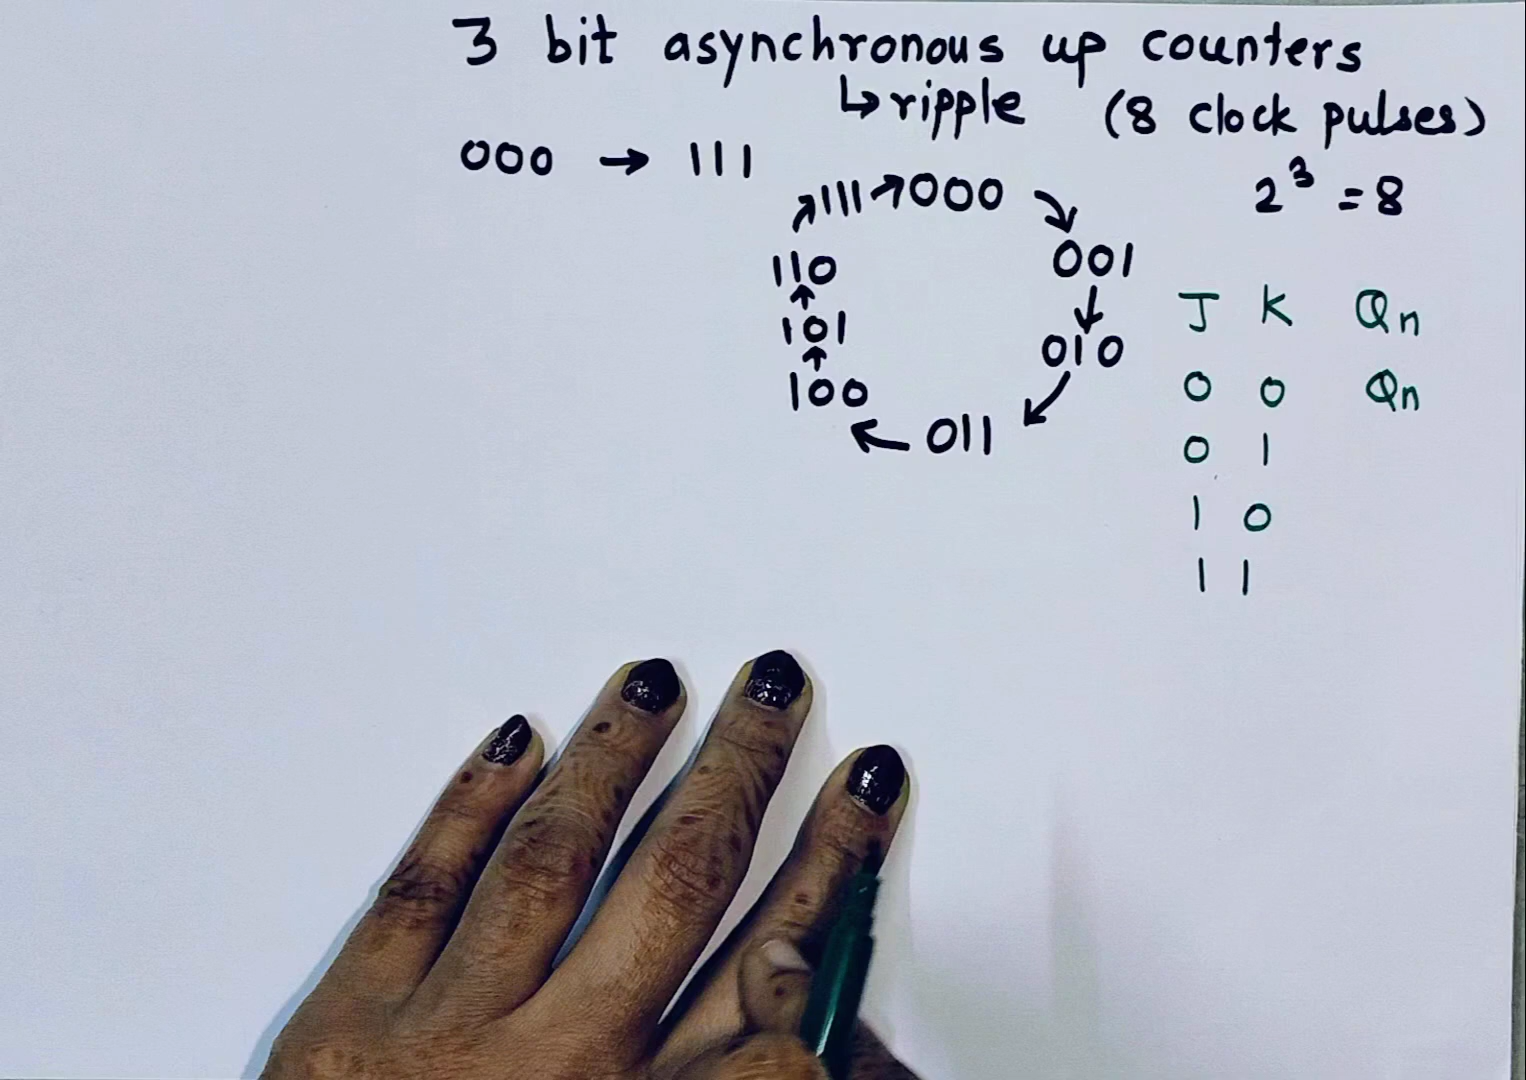 3 bit asynchronous up counters
↳ ripple (8 clock pulses)
000 → 111
2³ = 8
↗ 111 ↗ 000 ↘
110 001
↑ ↓
101 010
↑ ↙
100 ← 011
J K Qn
0 0 Qn
0 1
1 0
1 1